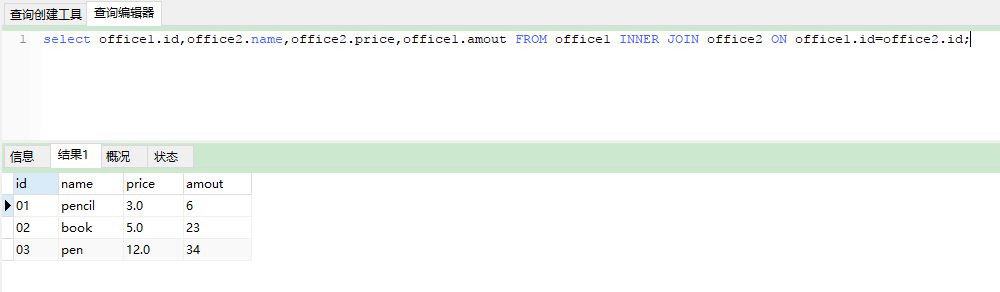 查询创建工具 查询编辑器
1 select office1.id,office2.name,office2.price,office1.amout FROM office1 INNER JOIN office2 ON office1.id=office2.id;
信息 结果1 概况 状态
id name price amout
01 pencil 3.0 6
02 book 5.0 23
03 pen 12.0 34